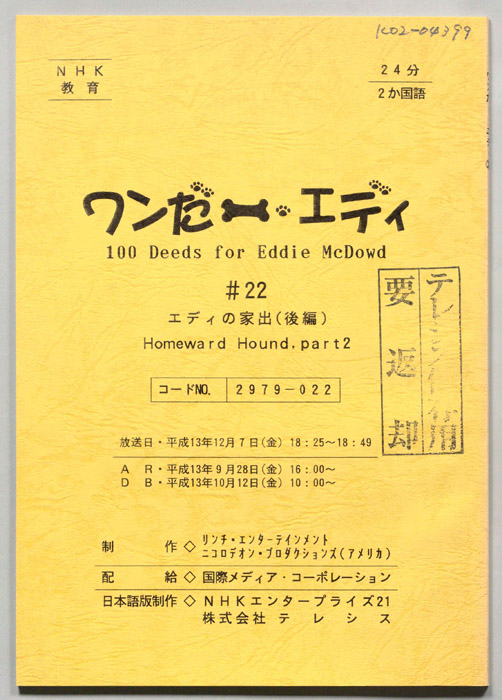 K02-04399
NHK
教育
24分
2か国語
ワンだー・エディ
100 Deeds for Eddie McDowd
#22
エディの家出(後編)
Homeward Hound.part2
コードNO. 2979-022
要返却
放送日・平成13年12月7日(金) 18:25～18:49
AR・平成13年9月28日(金) 16:00～
DB・平成13年10月12日(金) 10:00～
制作◇リンチ・エンターテインメント
ニコロデオン・プロダクションズ(アメリカ)
配給◇国際メディア・コーポレーション
日本語版制作◇NHKエンタープライズ21
株式会社テレシス